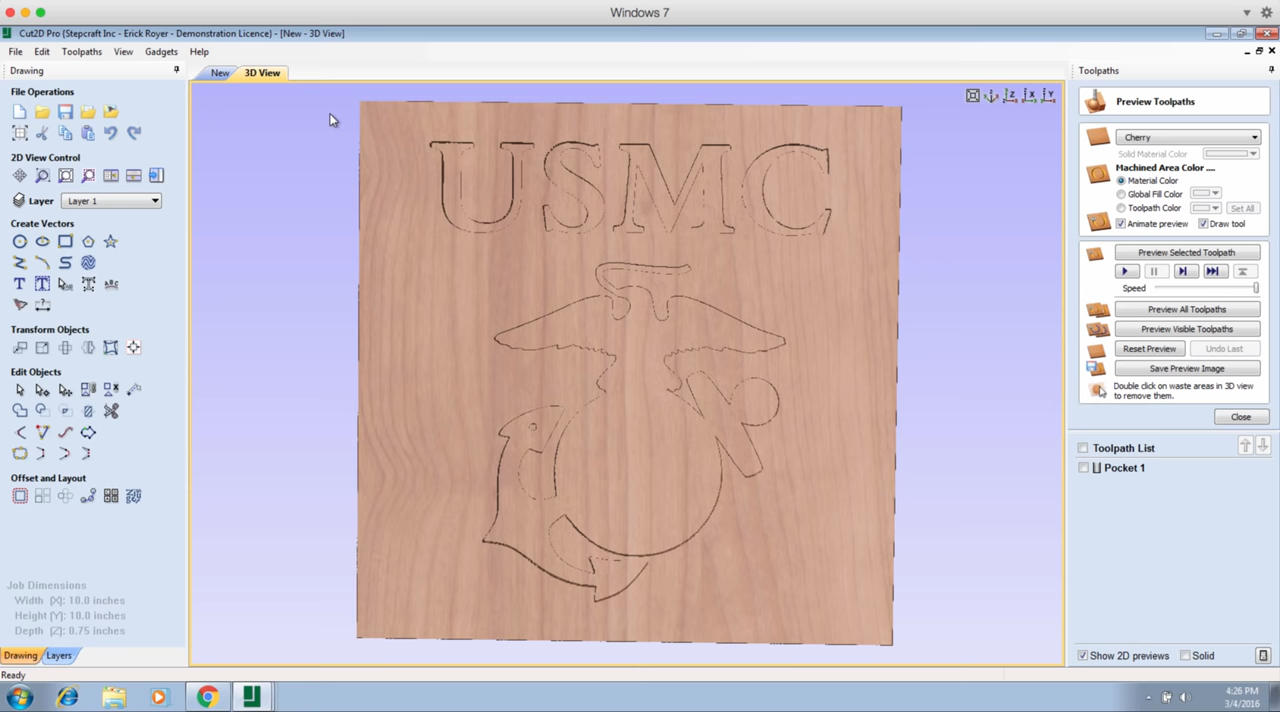 Windows 7
Cut2D Pro (Stepcraft Inc - Erick Royer - Demonstration Licence) - [New - 3D View]
File Edit Toolpaths View Gadgets Help
Drawing
File Operations
2D View Control
Layer Layer 1
Create Vectors
Transform Objects
Edit Objects
Offset and Layout
Job Dimensions
Width (X): 10.0 inches
Height (Y): 10.0 inches
Depth (Z): 0.75 inches
Drawing Layers
Ready
New 3D View
USMC
Toolpaths
Preview Toolpaths
Cherry
Solid Material Color
Machined Area Color ....
Material Color
Global Fill Color
Toolpath Color Set All
Animate preview Draw tool
Preview Selected Toolpath
Speed
Preview All Toolpaths
Preview Visible Toolpaths
Reset Preview Undo Last
Save Preview Image
Double click on waste areas in 3D view
to remove them.
Close
Toolpath List
Pocket 1
Show 2D previews Solid
4:26 PM
3/4/2016